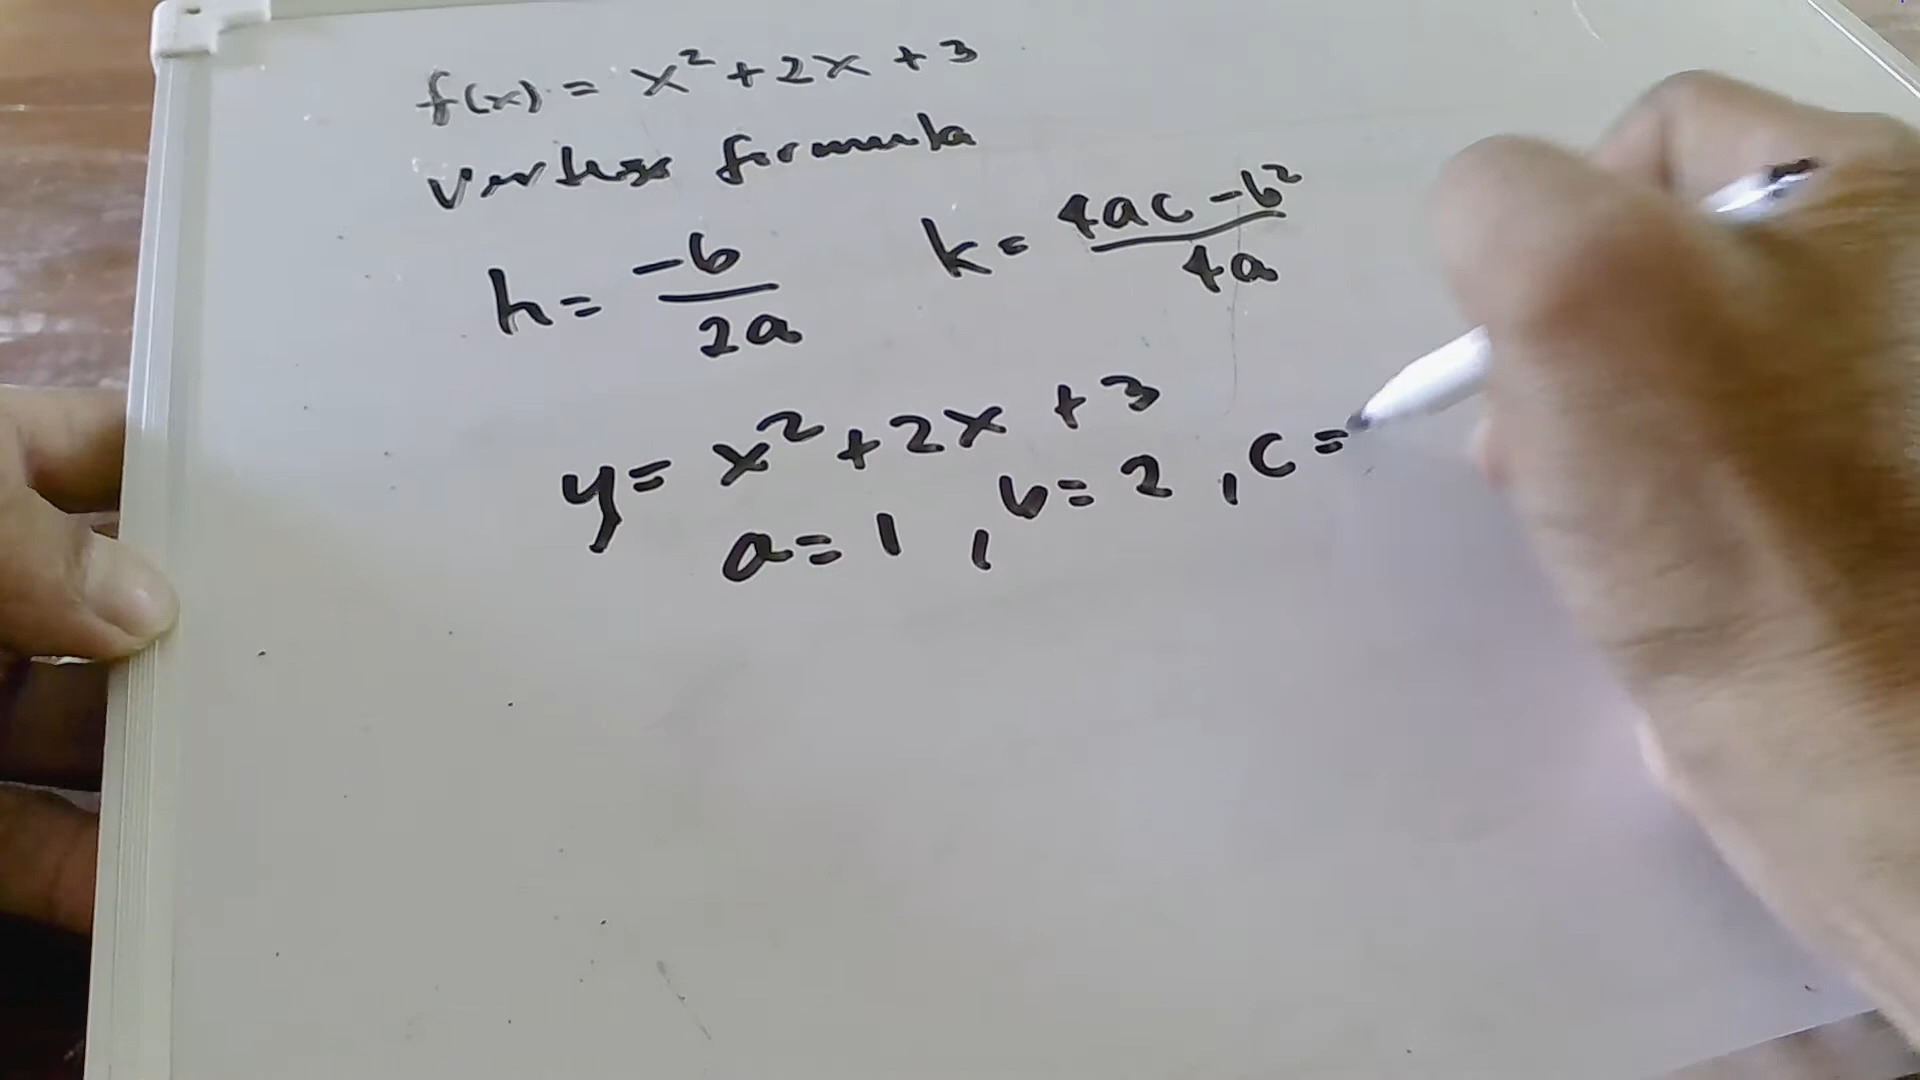 f(x) = x² + 2x + 3
vertex formula
h = -b/2a k = 4ac - b²/4a
y = x² + 2x + 3
a = 1 , b = 2 , c =